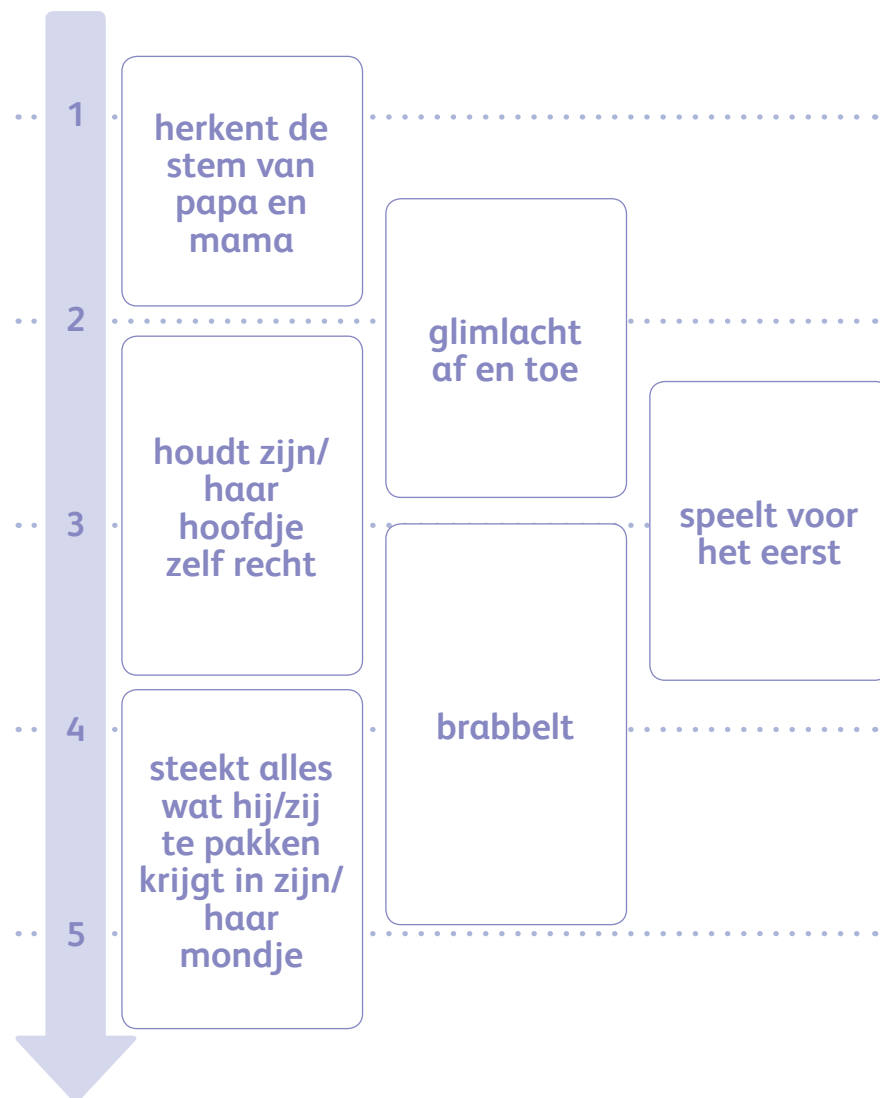 1
herkent de
stem van
papa en
mama
2
glimlacht
af en toe
houdt zijn/
haar
hoofdje
zelf recht
3
speelt voor
het eerst
4
brabbelt
steekt alles
wat hij/zij
te pakken
krijgt in zijn/
haar
mondje
5